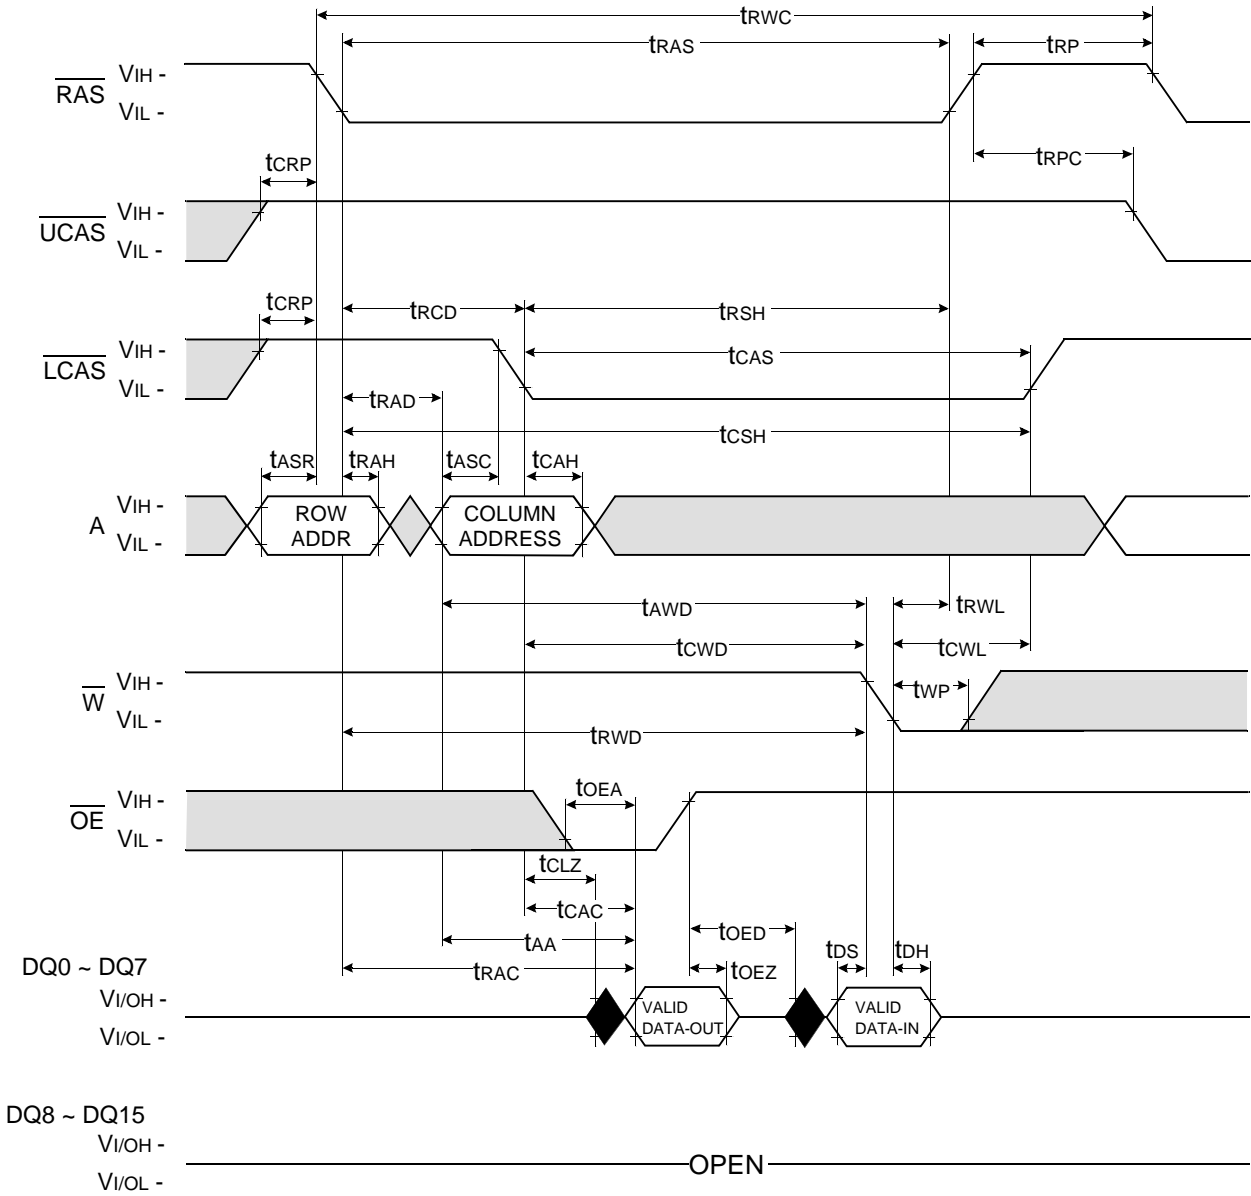 tRWC
tRAS tRP
RAS VIH -
VIL -
tCRP tRPC
UCAS VIH -
VIL -
tCRP tRCD tRSH
LCAS VIH -
VIL -
tCAS
tRAD
tCSH
tASR tRAH tASC tCAH
A VIH -
VIL -
ROW
ADDR
COLUMN
ADDRESS
tAWD tRWL
tCWD tCWL
W VIH -
VIL -
tWP
tRWD
OE VIH -
VIL -
tOEA
tCLZ
tCAC
tOED
tAA
tDS tDH
tRAC tOEZ
DQ0 ~ DQ7
VI/OH -
VI/OL -
VALID
DATA-OUT
VALID
DATA-IN
DQ8 ~ DQ15
VI/OH -
VI/OL -
OPEN